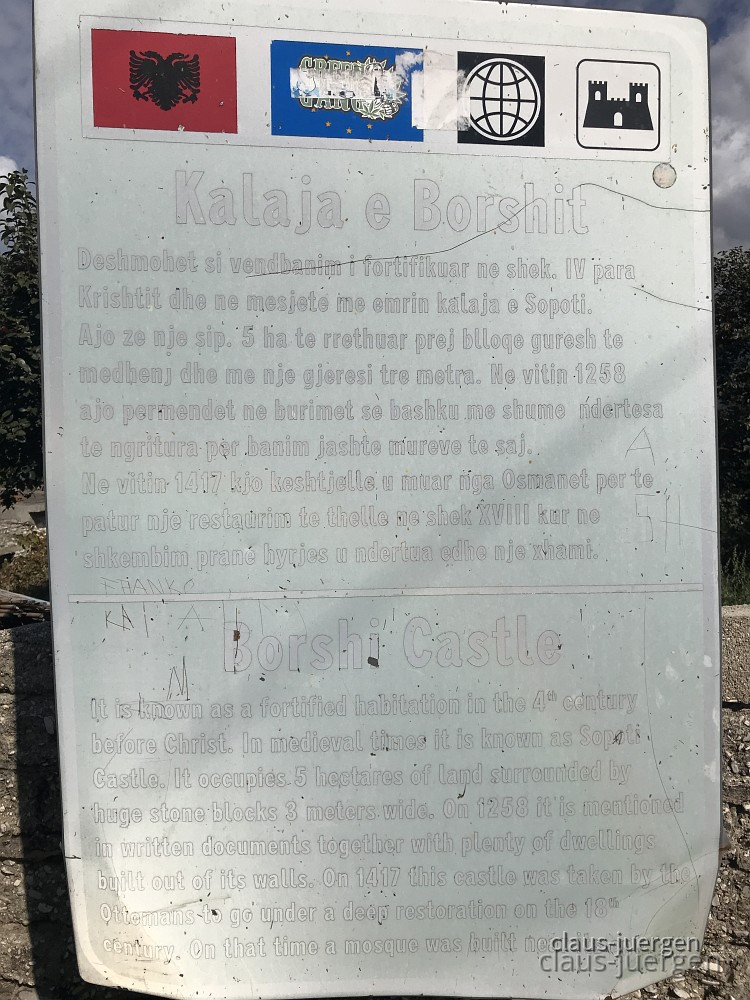 GREEN
GANG
Kalaja e Borshit
Deshmohet si vendbanim i fortifikuar ne shek. IV para
Krishtit dhe ne mesjete me emrin kalaja e Sopoti.
Ajo ze nje sip. 5 ha te rrethuar prej blloqe guresh te
medhenj dhe me nje gjeresi tre metra. Ne vitin 1258
ajo permendet ne burimet se bashku me shume ndertesa
te ngritura per banim jashte mureve te saj.
Ne vitin 1417 kjo keshtjelle u muar nga Osmanet per te
patur nje restaurim te thelle ne shek XVIII kur ne
shkembim prane hyrjes u ndertua edhe nje xhami.
Borshi Castle
It is known as a fortified habitation in the 4th century
before Christ. In medieval times it is known as Sopoti
Castle. It occupies 5 hectares of land surrounded by
huge stone blocks 3 meters wide. On 1258 it is mentioned
in written documents together with plenty of dwellings
built out of its walls. On 1417 this castle was taken by the
Ottomans to go under a deep restoration on the 18th
century. On that time a mosque was built
claus-juergen
claus-juergen